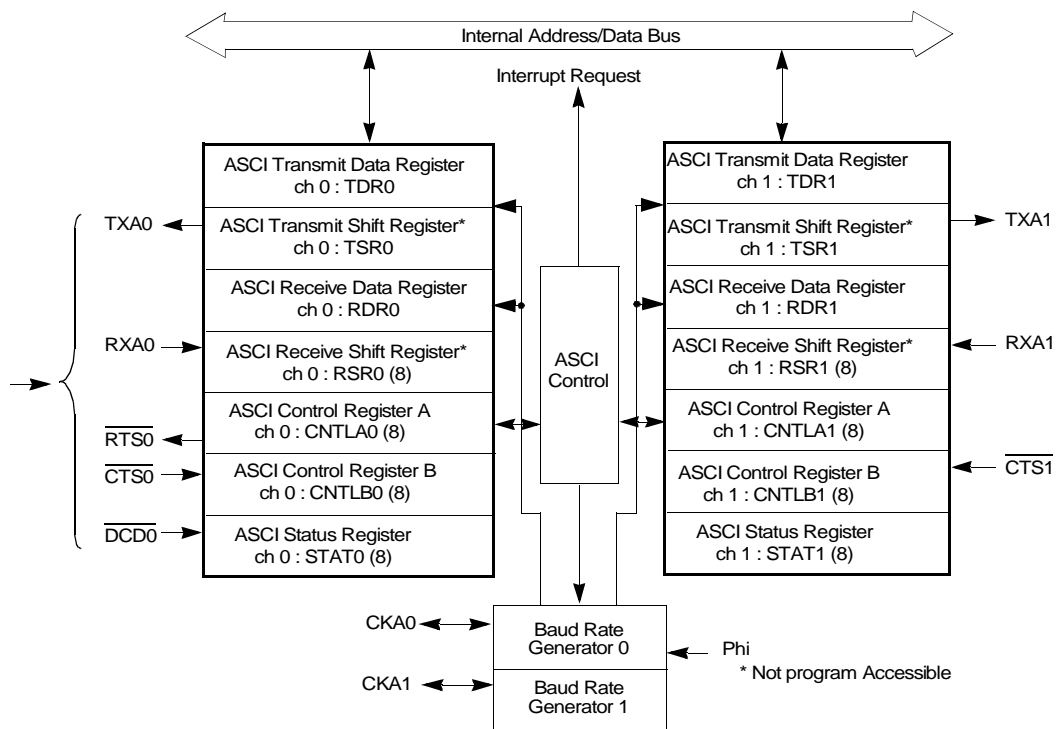 Internal Address/Data Bus
Interrupt Request
ASCI Transmit Data Register
ch 0 : TDR0
ASCI Transmit Shift Register*
ch 0 : TSR0
ASCI Receive Data Register
ch 0 : RDR0
ASCI Receive Shift Register*
ch 0 : RSR0 (8)
ASCI Control Register A
ch 0 : CNTLA0 (8)
ASCI Control Register B
ch 0 : CNTLB0 (8)
ASCI Status Register
ch 0 : STAT0 (8)
TXA0
RXA0
RTS0
CTS0
DCD0
ASCI
Control
ASCI Transmit Data Register
ch 1 : TDR1
ASCI Transmit Shift Register*
ch 1 : TSR1
ASCI Receive Data Register
ch 1 : RDR1
ASCI Receive Shift Register*
ch 1 : RSR1 (8)
ASCI Control Register A
ch 1 : CNTLA1 (8)
ASCI Control Register B
ch 1 : CNTLB1 (8)
ASCI Status Register
ch 1 : STAT1 (8)
TXA1
RXA1
CTS1
CKA0
CKA1
Baud Rate
Generator 0
Baud Rate
Generator 1
Phi
* Not program Accessible